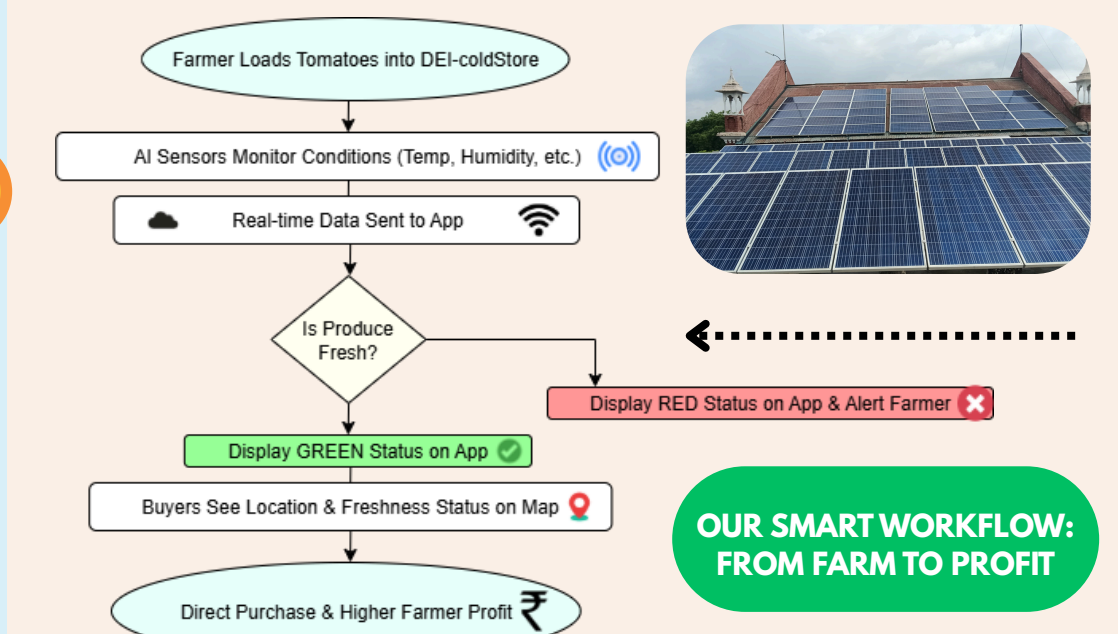 Farmer Loads Tomatoes into DEI-coldStore
AI Sensors Monitor Conditions (Temp, Humidity, etc.)
Real-time Data Sent to App
Is Produce
Fresh?
Display RED Status on App & Alert Farmer
Display GREEN Status on App
Buyers See Location & Freshness Status on Map
Direct Purchase & Higher Farmer Profit ₹
OUR SMART WORKFLOW:
FROM FARM TO PROFIT